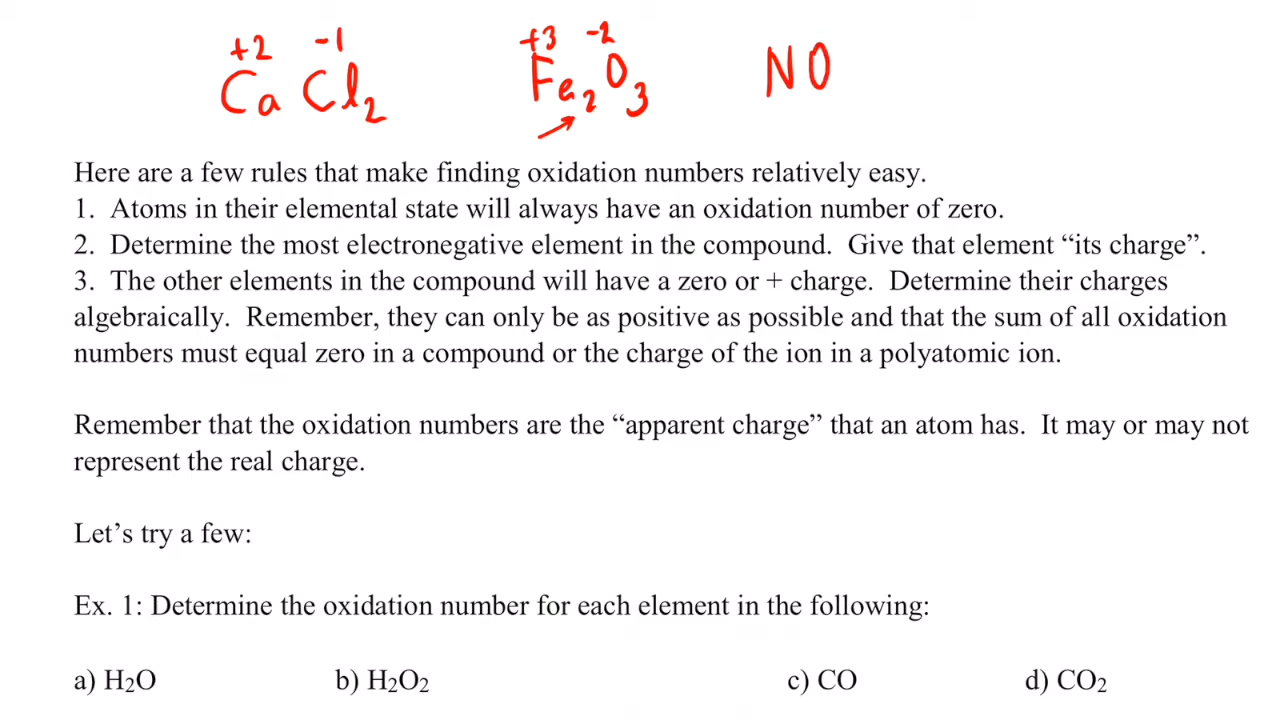 +2 -1 +3 -2
CaCl₂ Fe₂O₃ NO
Here are a few rules that make finding oxidation numbers relatively easy.
1. Atoms in their elemental state will always have an oxidation number of zero.
2. Determine the most electronegative element in the compound. Give that element “its charge”.
3. The other elements in the compound will have a zero or + charge. Determine their charges
algebraically. Remember, they can only be as positive as possible and that the sum of all oxidation
numbers must equal zero in a compound or the charge of the ion in a polyatomic ion.
Remember that the oxidation numbers are the “apparent charge” that an atom has. It may or may not
represent the real charge.
Let’s try a few:
Ex. 1: Determine the oxidation number for each element in the following:
a) H₂O b) H₂O₂ c) CO d) CO₂